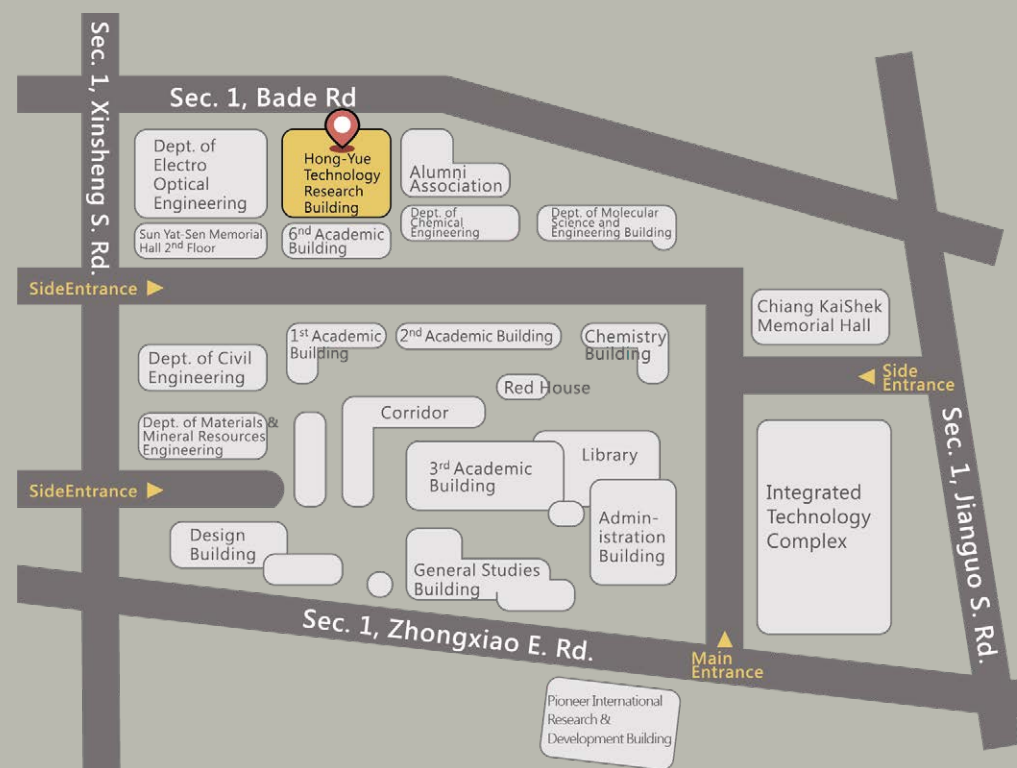 Sec. 1, Xinsheng S. Rd.
Sec. 1, Bade Rd
Dept. of
Electro
Optical
Engineering
Hong-Yue
Technology
Research
Building
Alumni
Association
Sun Yat-Sen Memorial
Hall 2nd Floor
6nd Academic
Building
Dept. of
Chemical
Engineering
Dept. of Molecular
Science and
Engineering Building
SideEntrance
Chiang KaiShek
Memorial Hall
1st Academic
Building
2nd Academic Building
Chemistry
Building
Dept. of Civil
Engineering
Red House
Side
Entrance
Corridor
Dept. of Materials &
Mineral Resources
Engineering
3rd Academic
Building
Library
SideEntrance
Integrated
Technology
Complex
Sec. 1, Jianguo S. Rd.
Design
Building
Admin-
istration
Building
General Studies
Building
Sec. 1, Zhongxiao E. Rd.
Main
Entrance
Pioneer International
Research &
Development Building